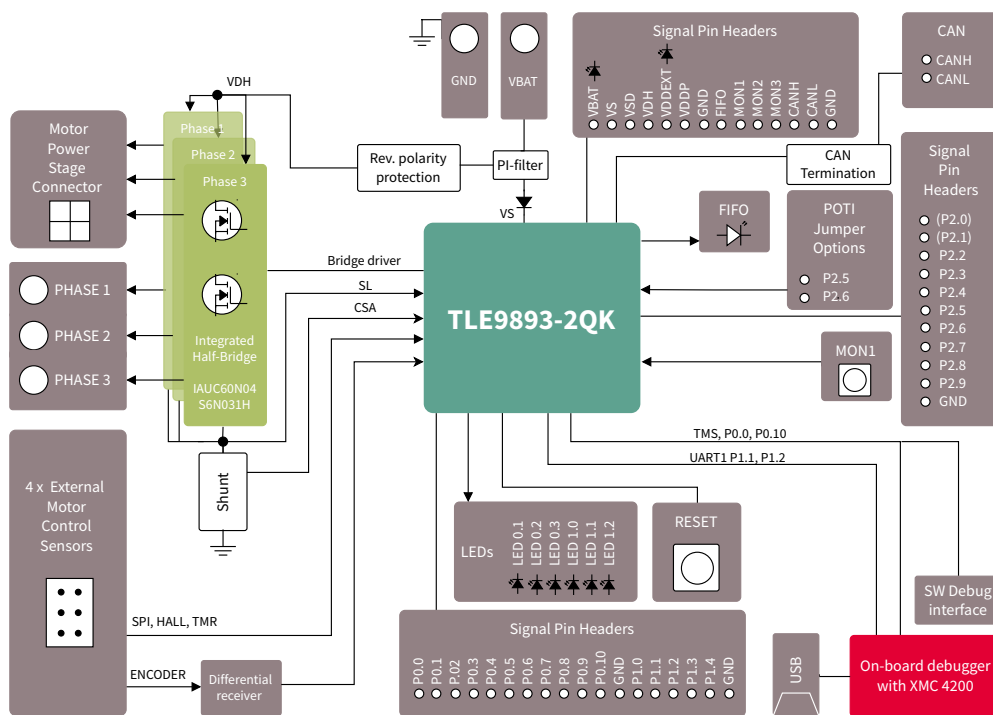 GND
VBAT
Signal Pin Headers
VBAT
VS
VSD
VDH
VDDEXT
VDDP
GND
FIFO
MON1
MON2
MON3
CANH
CANL
GND
CAN
CANH
CANL
VDH
Motor
Power
Stage
Connector
Phase 1
Phase 2
Phase 3
Integrated
Half-Bridge
IAUC60N04
S6N031H
Rev. polarity
protection
PI-filter
VS
CAN
Termination
FIFO
POTI
Jumper
Options
P2.5
P2.6
Signal
Pin
Headers
(P2.0)
(P2.1)
P2.2
P2.3
P2.4
P2.5
P2.6
P2.7
P2.8
P2.9
GND
PHASE 1
PHASE 2
PHASE 3
Bridge driver
SL
CSA
TLE9893-2QK
MON1
4 x External
Motor
Control
Sensors
Shunt
TMS, P0.0, P0.10
UART1 P1.1, P1.2
LEDs
LED 0.1
LED 0.2
LED 0.3
LED 1.0
LED 1.1
LED 1.2
RESET
SW Debug
interface
SPI, HALL, TMR
ENCODER
Differential
receiver
Signal Pin Headers
P0.0
P0.1
P.02
P0.3
P0.4
P0.5
P0.6
P0.7
P0.8
P0.9
P0.10
GND
P1.0
P1.1
P1.2
P1.3
P1.4
GND
USB
On-board debugger
with XMC 4200